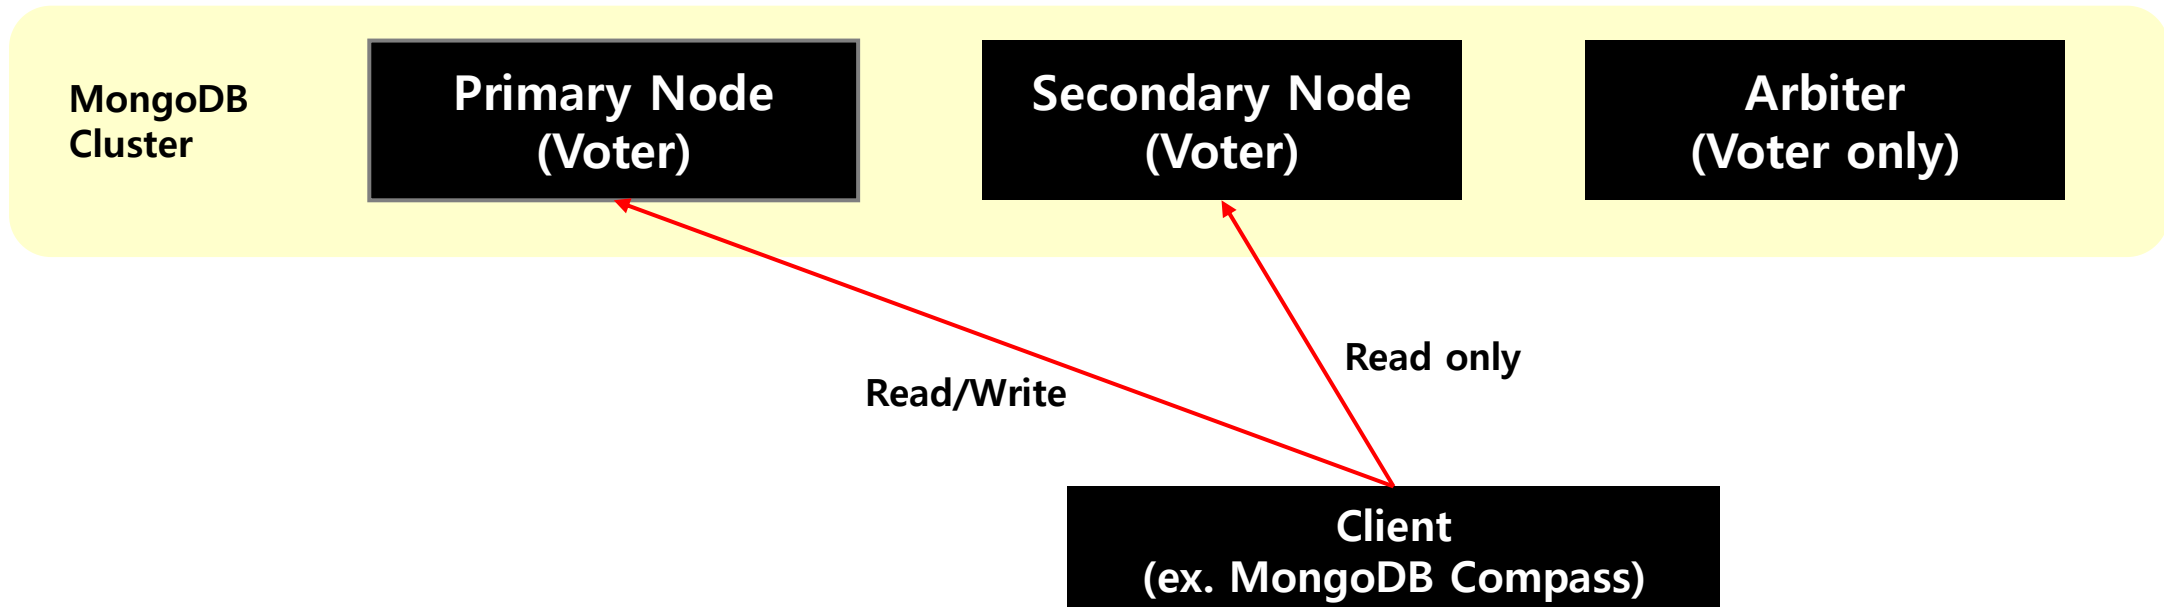 MongoDB
Cluster
Primary Node
(Voter)
Secondary Node
(Voter)
Arbiter
(Voter only)
Read only
Read/Write
Client
(ex. MongoDB Compass)